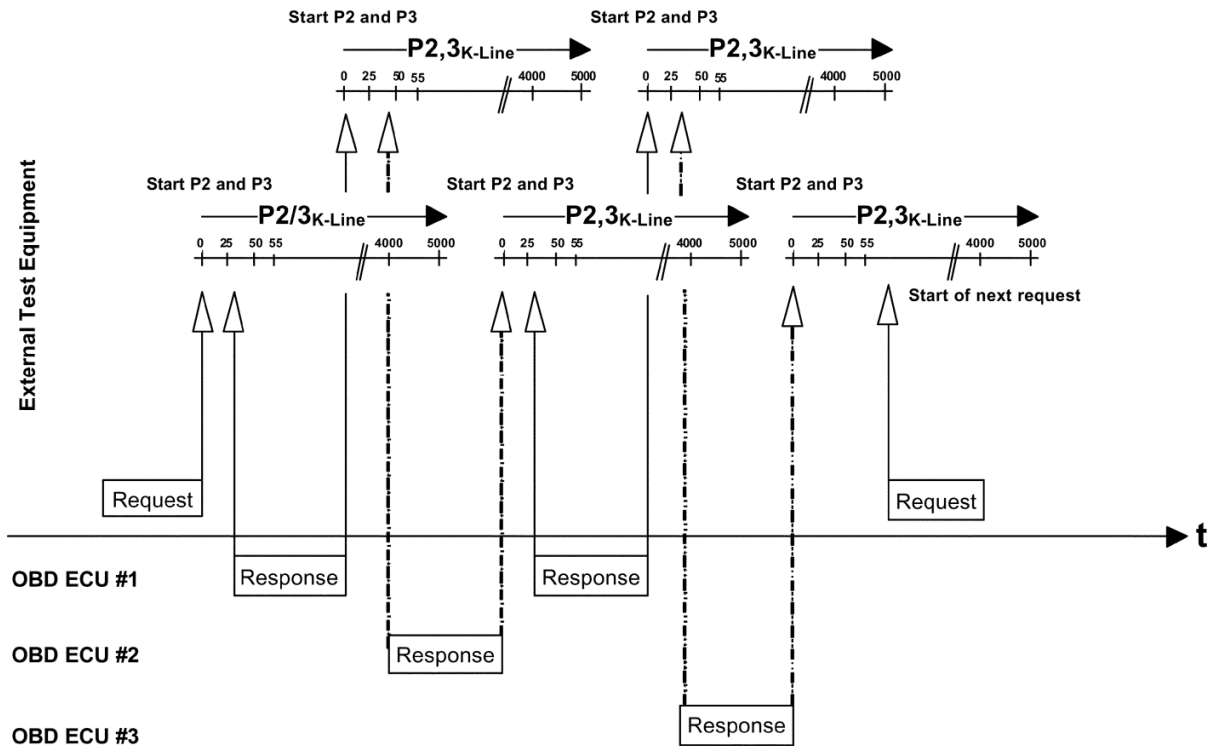 Start P2 and P3
Start P2 and P3
P2,3K-Line
P2,3K-Line
0 25 50 55 4000 5000
0 25 50 55 4000 5000
Start P2 and P3
Start P2 and P3
Start P2 and P3
P2/3K-Line
P2,3K-Line
P2,3K-Line
0 25 50 55 4000 5000
0 25 50 55 4000 5000
0 25 50 55 4000 5000
Start of next request
External Test Equipment
Request
Request
t
OBD ECU #1
Response
Response
OBD ECU #2
Response
OBD ECU #3
Response